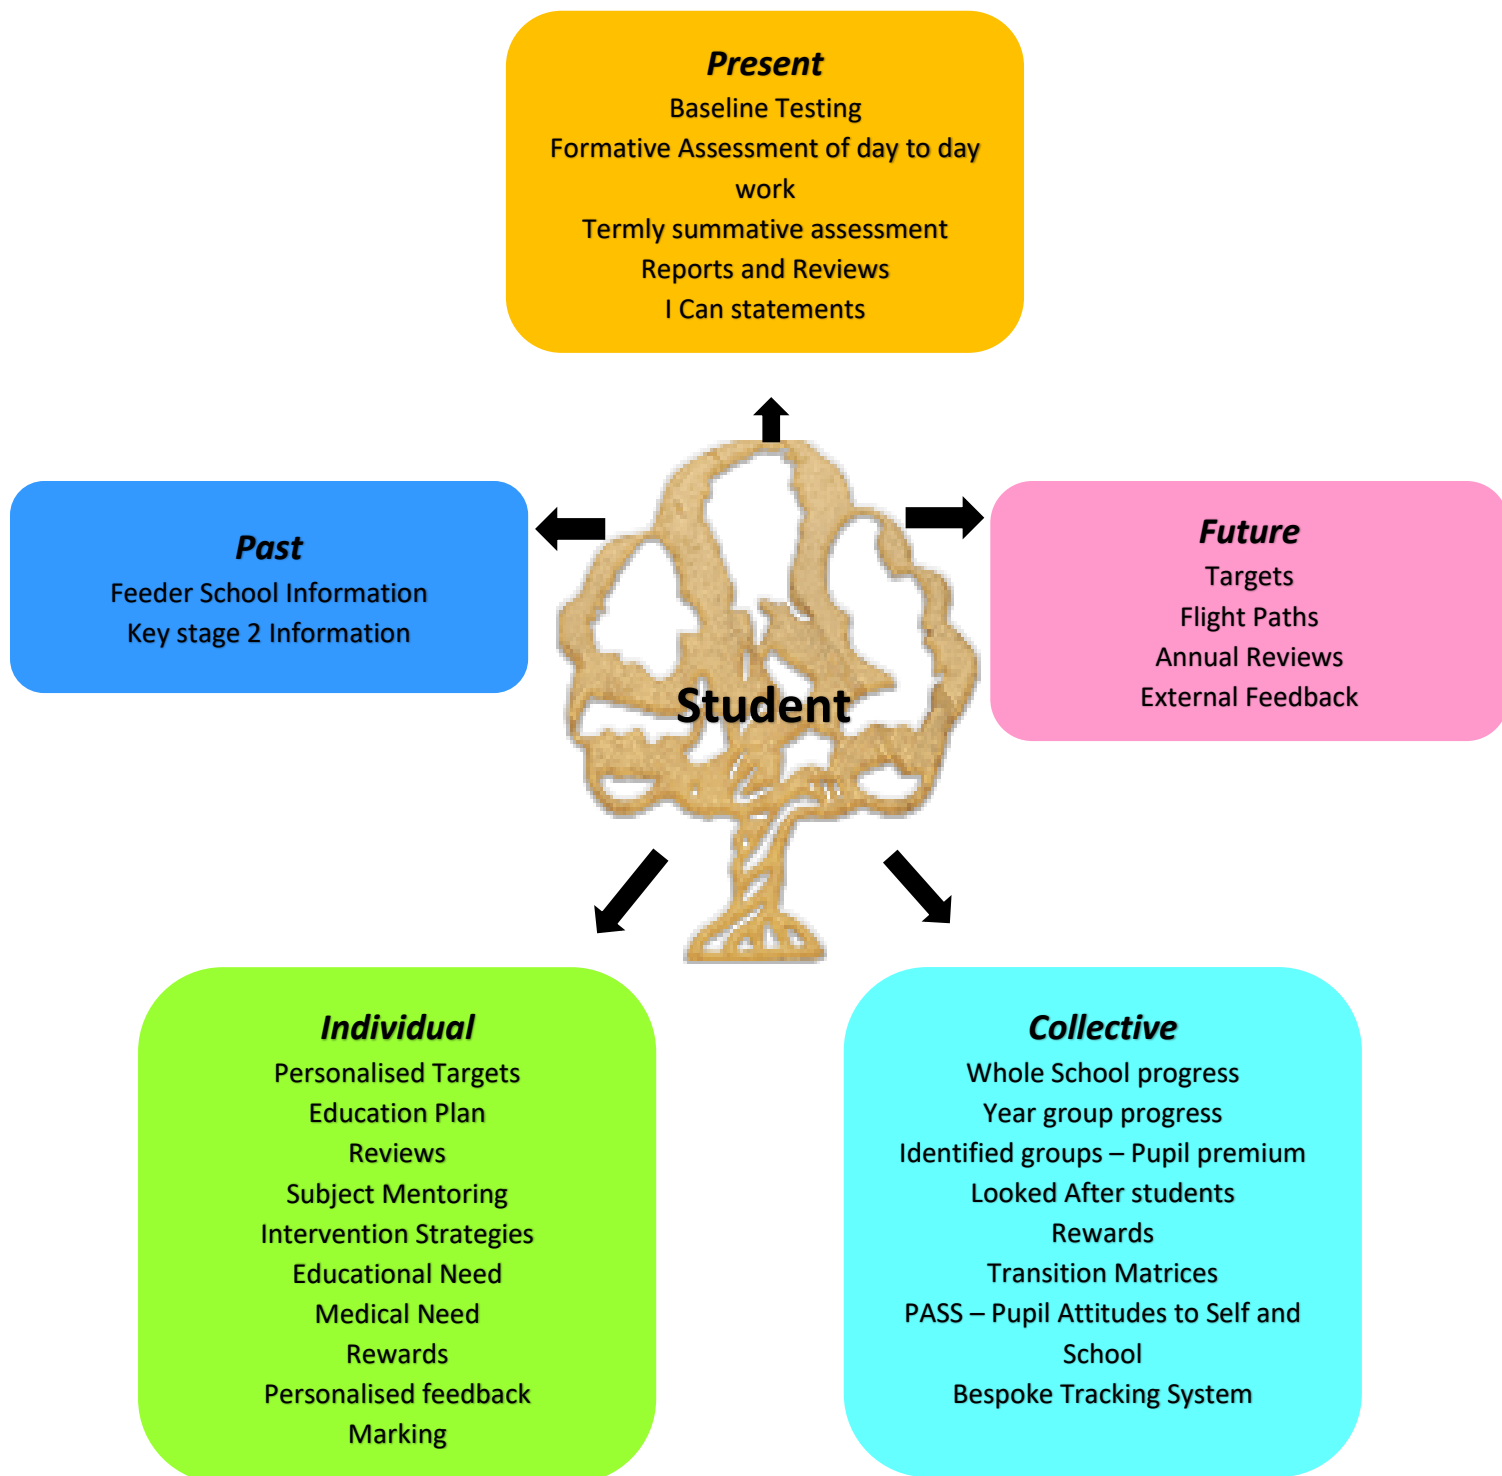 Present
Baseline Testing
Formative Assessment of day to day
work
Termly summative assessment
Reports and Reviews
I Can statements
Past
Feeder School Information
Key stage 2 Information
Future
Targets
Flight Paths
Annual Reviews
External Feedback
Student
Individual
Personalised Targets
Education Plan
Reviews
Subject Mentoring
Intervention Strategies
Educational Need
Medical Need
Rewards
Personalised feedback
Marking
Collective
Whole School progress
Year group progress
Identified groups – Pupil premium
Looked After students
Rewards
Transition Matrices
PASS – Pupil Attitudes to Self and
School
Bespoke Tracking System